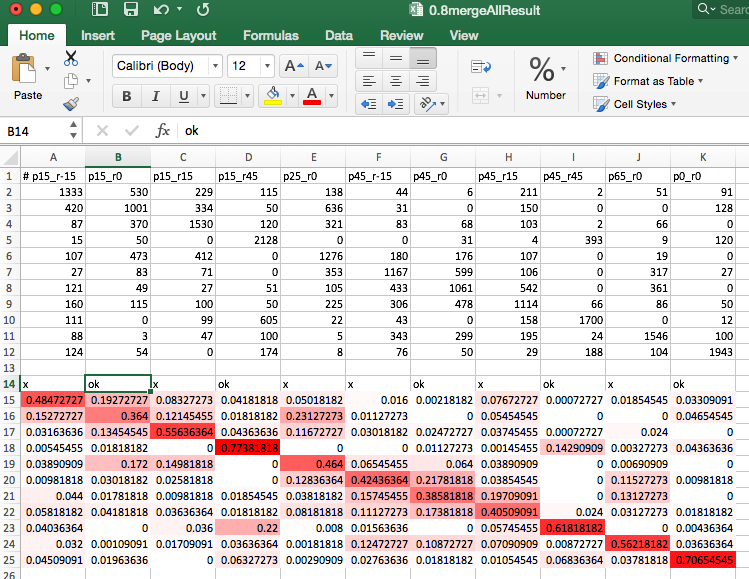 0.8mergeAllResult
Searc
Home Insert Page Layout Formulas Data Review View
Paste
Calibri (Body) 12 A A
B I U A
% Number
Conditional Formatting
Format as Table
Cell Styles
B14 fx ok
A B C D E F G H I J K
1 # p15_r-15 p15_r0 p15_r15 p15_r45 p25_r0 p45_r-15 p45_r0 p45_r15 p45_r45 p65_r0 p0_r0
2 1333 530 229 115 138 44 6 211 2 51 91
3 420 1001 334 50 636 31 0 150 0 0 128
4 87 370 1530 120 321 83 68 103 2 66 0
5 15 50 0 2128 0 0 31 4 393 9 120
6 107 473 412 0 1276 180 176 107 0 19 0
7 27 83 71 0 353 1167 599 106 0 317 27
8 121 49 27 51 105 433 1061 542 0 361 0
9 160 115 100 50 225 306 478 1114 66 86 50
10 111 0 99 605 22 43 0 158 1700 0 12
11 88 3 47 100 5 343 299 195 24 1546 100
12 124 54 0 174 8 76 50 29 188 104 1943
13
14 x ok x ok x x ok x ok x ok
15 0.48472727 0.19272727 0.08327273 0.04181818 0.05018182 0.016 0.00218182 0.07672727 0.00072727 0.01854545 0.03309091
16 0.15272727 0.364 0.12145455 0.01818182 0.23127273 0.01127273 0 0.05454545 0 0 0.04654545
17 0.03163636 0.13454545 0.55636364 0.04363636 0.11672727 0.03018182 0.02472727 0.03745455 0.00072727 0.024 0
18 0.00545455 0.01818182 0 0.77381818 0 0 0.01127273 0.00145455 0.14290909 0.00327273 0.04363636
19 0.03890909 0.172 0.14981818 0 0.464 0.06545455 0.064 0.03890909 0 0.00690909 0
20 0.00981818 0.03018182 0.02581818 0 0.12836364 0.42436364 0.21781818 0.03854545 0 0.11527273 0.00981818
21 0.044 0.01781818 0.00981818 0.01854545 0.03818182 0.15745455 0.38581818 0.19709091 0 0.13127273 0
22 0.05818182 0.04181818 0.03636364 0.01818182 0.08181818 0.11127273 0.17381818 0.40509091 0.024 0.03127273 0.01818182
23 0.04036364 0 0.036 0.22 0.008 0.01563636 0 0.05745455 0.61818182 0 0.00436364
24 0.032 0.00109091 0.01709091 0.03636364 0.00181818 0.12472727 0.10872727 0.07090909 0.00872727 0.56218182 0.03636364
25 0.04509091 0.01963636 0 0.06327273 0.00290909 0.02763636 0.01818182 0.01054545 0.06836364 0.03781818 0.70654545
26